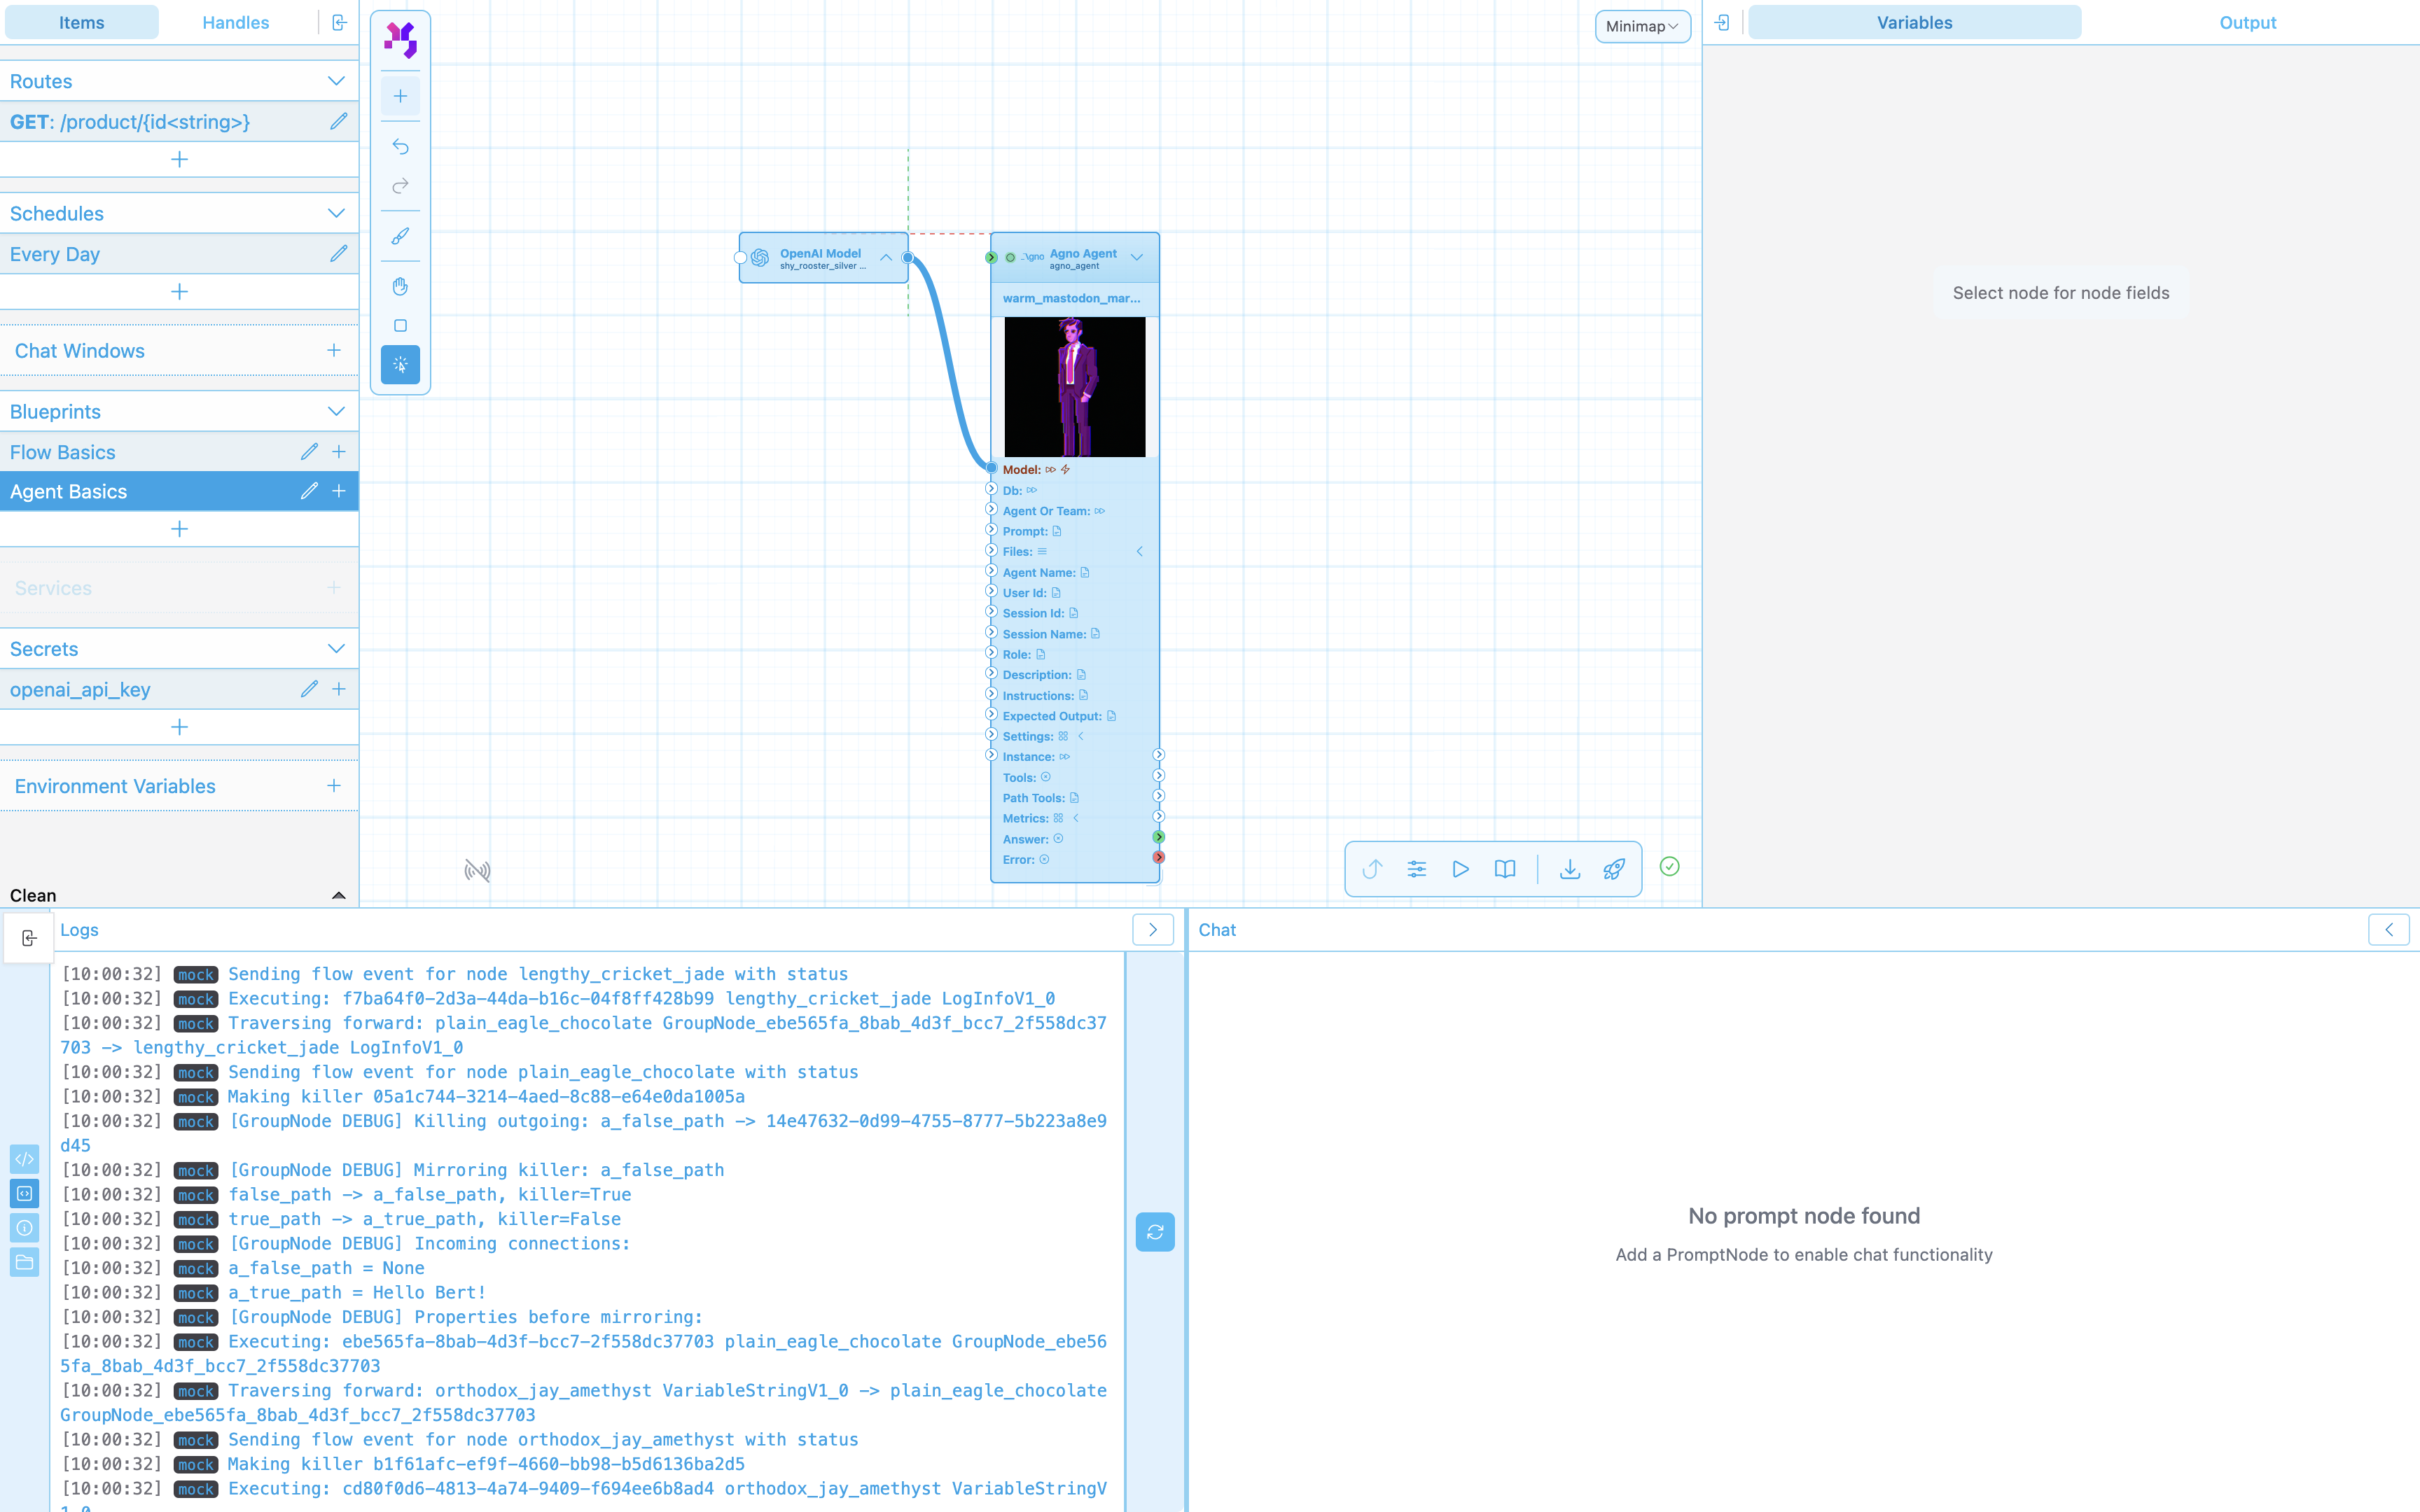 Items
Handles
Routes
GET: /product/{id<string>}
Schedules
Every Day
Chat Windows
Blueprints
Flow Basics
Agent Basics
Services
Secrets
openai_api_key
Environment Variables
Clean
Minimap
OpenAI Model
shy_rooster_silver ...
Agno Agent
agno_agent
warm_mastodon_mar...
Model:
Db:
Agent Or Team:
Prompt:
Files:
Agent Name:
User Id:
Session Id:
Session Name:
Role:
Description:
Instructions:
Expected Output:
Settings:
Instance:
Tools:
Path Tools:
Metrics:
Answer:
Error:
Variables
Output
Select node for node fields
Logs
[10:00:32] mock Sending flow event for node lengthy_cricket_jade with status
[10:00:32] mock Executing: f7ba64f0-2d3a-44da-b16c-04f8ff428b99 lengthy_cricket_jade LogInfoV1_0
[10:00:32] mock Traversing forward: plain_eagle_chocolate GroupNode_ebe565fa_8bab_4d3f_bcc7_2f558dc37
703 -> lengthy_cricket_jade LogInfoV1_0
[10:00:32] mock Sending flow event for node plain_eagle_chocolate with status
[10:00:32] mock Making killer 05a1c744-3214-4aed-8c88-e64e0da1005a
[10:00:32] mock [GroupNode DEBUG] Killing outgoing: a_false_path -> 14e47632-0d99-4755-8777-5b223a8e9
d45
[10:00:32] mock [GroupNode DEBUG] Mirroring killer: a_false_path
[10:00:32] mock false_path -> a_false_path, killer=True
[10:00:32] mock true_path -> a_true_path, killer=False
[10:00:32] mock [GroupNode DEBUG] Incoming connections:
[10:00:32] mock a_false_path = None
[10:00:32] mock a_true_path = Hello Bert!
[10:00:32] mock [GroupNode DEBUG] Properties before mirroring:
[10:00:32] mock Executing: ebe565fa-8bab-4d3f-bcc7-2f558dc37703 plain_eagle_chocolate GroupNode_ebe56
5fa_8bab_4d3f_bcc7_2f558dc37703
[10:00:32] mock Traversing forward: orthodox_jay_amethyst VariableStringV1_0 -> plain_eagle_chocolate
GroupNode_ebe565fa_8bab_4d3f_bcc7_2f558dc37703
[10:00:32] mock Sending flow event for node orthodox_jay_amethyst with status
[10:00:32] mock Making killer b1f61afc-ef9f-4660-bb98-b5d6136ba2d5
[10:00:32] mock Executing: cd80f0d6-4813-4a74-9409-f694ee6b8ad4 orthodox_jay_amethyst VariableStringV
Chat
No prompt node found
Add a PromptNode to enable chat functionality